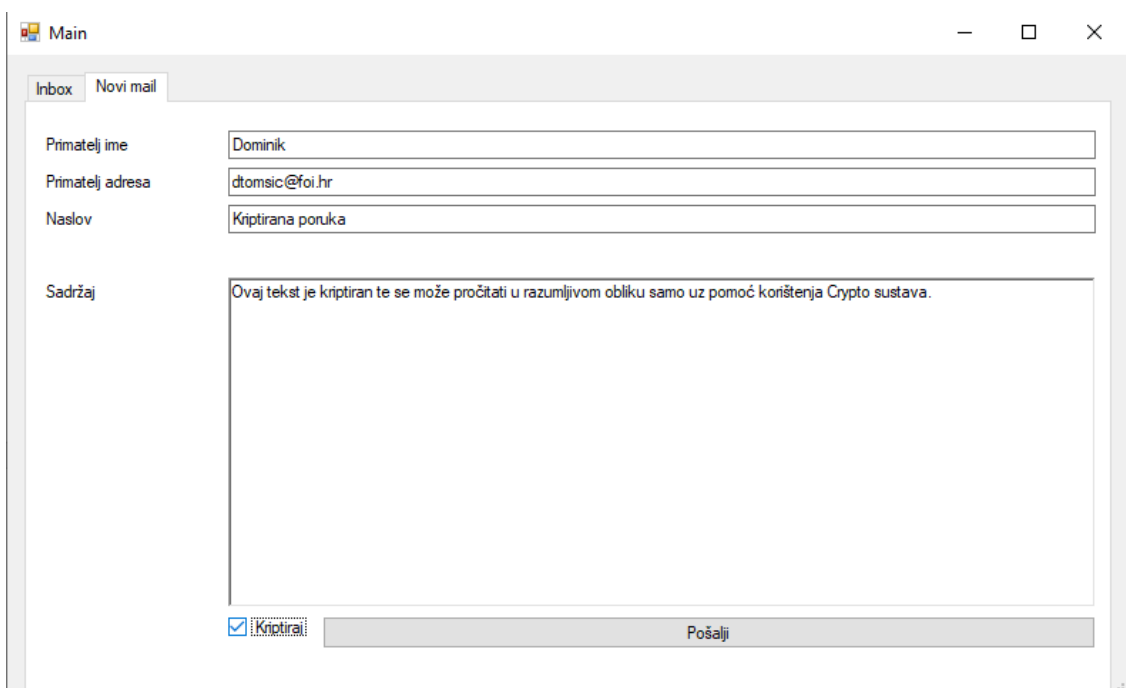 Main
Inbox Novi mail
Primatelj ime Dominik
Primatelj adresa dtomsic@foi.hr
Naslov Kriptirana poruka
Sadržaj Ovaj tekst je kriptiran te se može pročitati u razumljivom obliku samo uz pomoć korištenja Crypto sustava.
Kriptiraj Pošalji